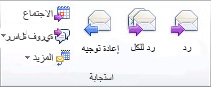 رد
رد للكل
إعادة توجيه
الاجتماع
المزيد
استجابة